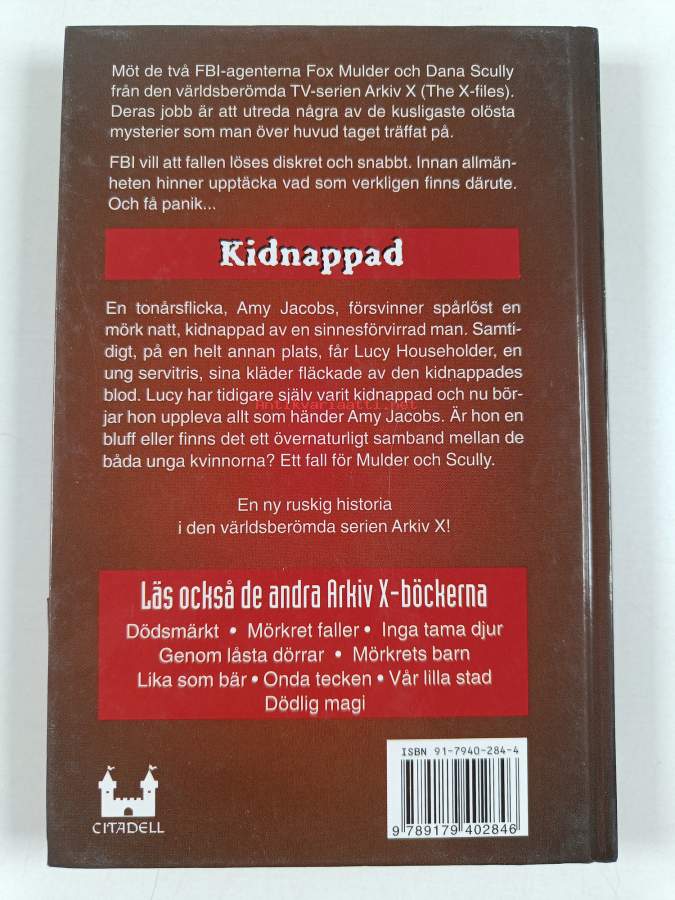 Möt de två FBI-agenterna Fox Mulder och Dana Scully
från den världsberömda TV-serien Arkiv X (The X-files).
Deras jobb är att utreda några av de kusligaste olösta
mysterier som man över huvud taget träffat på.
FBI vill att fallen löses diskret och snabbt. Innan allmän-
heten hinner upptäcka vad som verkligen finns därute.
Och få panik...
Kidnappad
En tonårsflicka, Amy Jacobs, försvinner spårlöst en
mörk natt, kidnappad av en sinnesförvirrad man. Samti-
digt, på en helt annan plats, får Lucy Householder, en
ung servitris, sina kläder fläckade av den kidnappades
blod. Lucy har tidigare själv varit kidnappad och nu bör-
jar hon uppleva allt som händer Amy Jacobs. Är hon en
bluff eller finns det ett övernaturligt samband mellan de
båda unga kvinnorna? Ett fall för Mulder och Scully.
Antikvariaatti.net
En ny ruskig historia
i den världsberömda serien Arkiv X!
Läs också de andra Arkiv X-böckerna
Dödsmärkt • Mörkret faller • Inga tama djur
Genom låsta dörrar • Mörkrets barn
Lika som bär • Onda tecken • Vår lilla stad
Dödlig magi
ISBN 91-7940-284-4
9 789179 402846
CITADELL